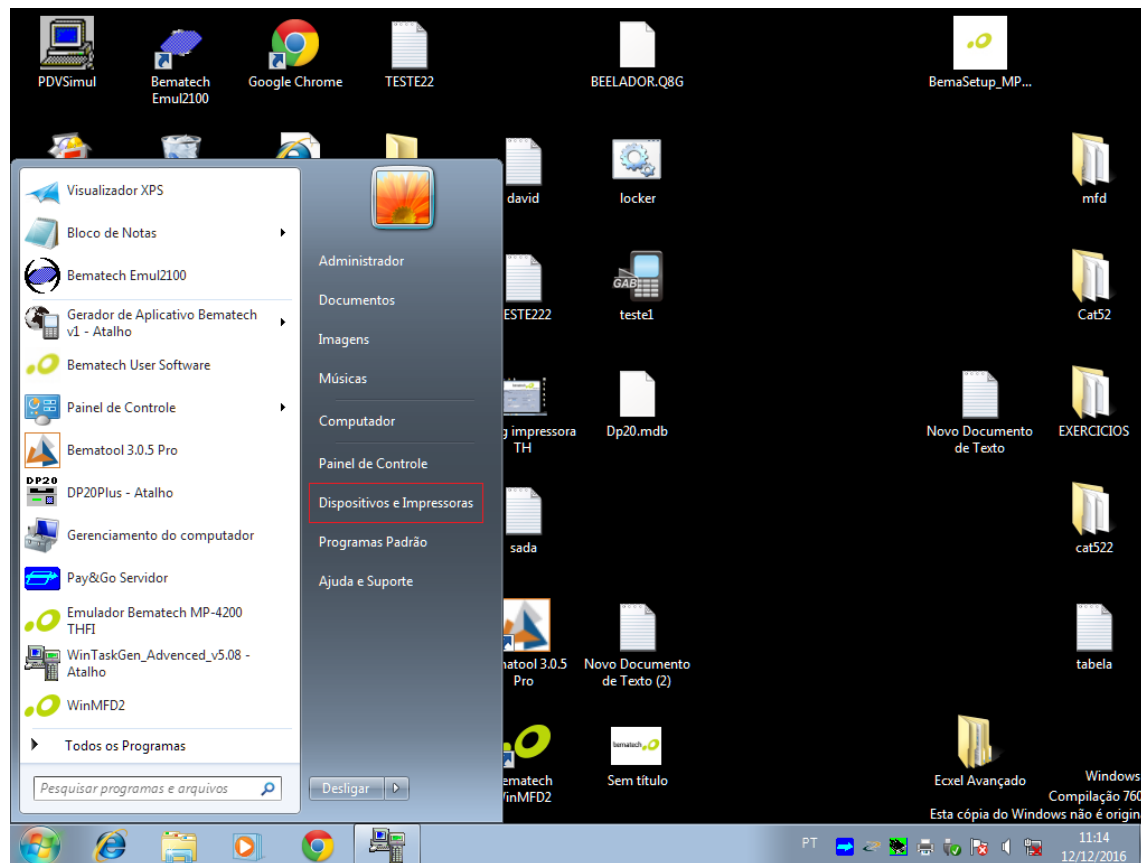 PDVSimul
Bematech
Emul2100
Google Chrome
TESTE22
BEELADOR.Q8G
BemaSetup_MP...
david
locker
mfd
Visualizador XPS
Bloco de Notas
Bematech Emul2100
Gerador de Aplicativo Bematech
v1 - Atalho
Bematech User Software
Painel de Controle
Bematool 3.0.5 Pro
DP20
DP20Plus - Atalho
Gerenciamento do computador
Pay&Go Servidor
Emulador Bematech MP-4200
THFI
WinTaskGen_Advenced_v5.08 -
Atalho
WinMFD2
Todos os Programas
Pesquisar programas e arquivos
Administrador
Documentos
Imagens
Músicas
Computador
Painel de Controle
Dispositivos e Impressoras
Programas Padrão
Ajuda e Suporte
Desligar
ESTE222
GAB
teste1
Cat52
g impressora
TH
Dp20.mdb
Novo Documento
de Texto
EXERCICIOS
sada
cat522
atool 3.0.5
Pro
Novo Documento
de Texto (2)
tabela
ematech
inMFD2
bematech
Sem título
Ecxel Avançado
Windows
Compilação 760
Esta cópia do Windows não é origin
PT
11:14
12/12/2016